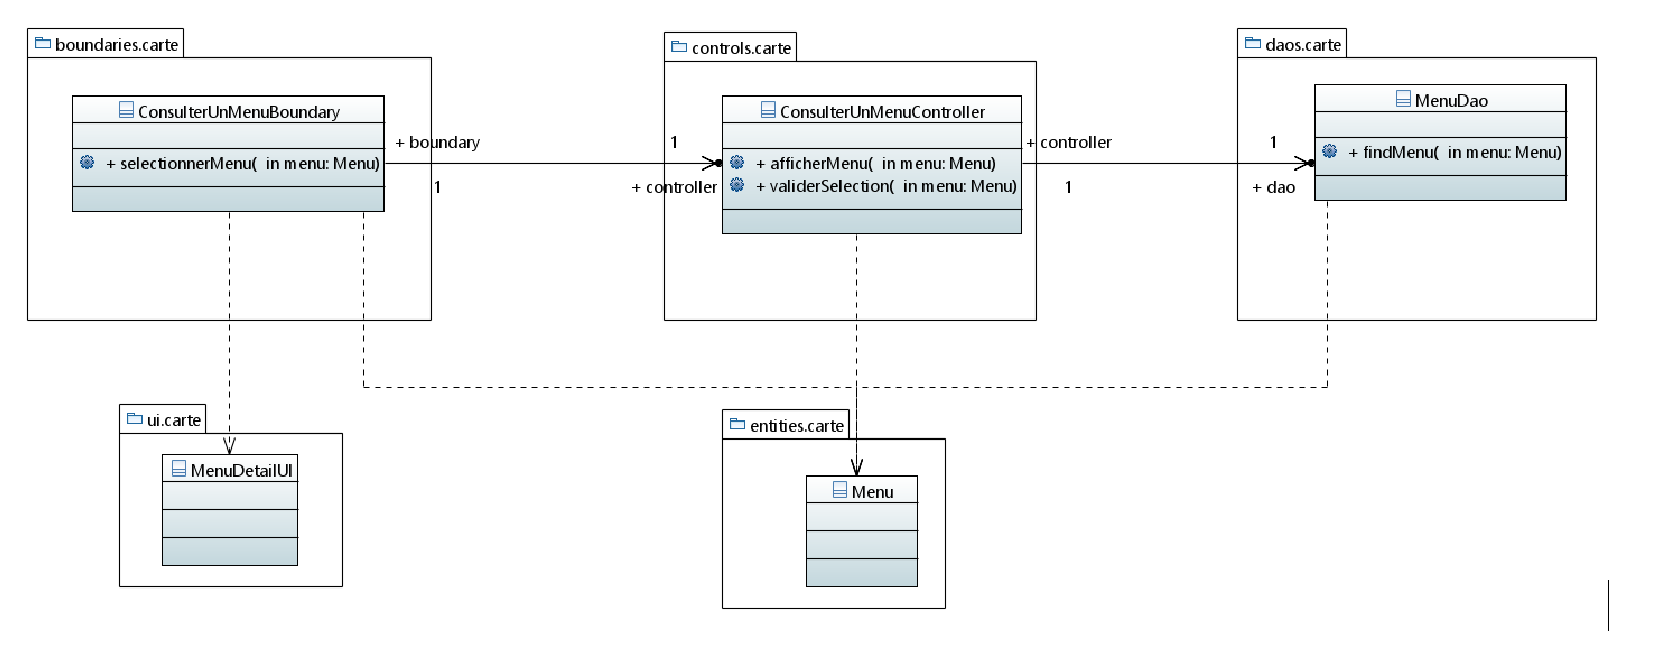 boundaries.carte
controls.carte
daos.carte
ConsulterUnMenuBoundary
+ selectionnerMenu( in menu: Menu)
+ boundary
1
1
+ controller
ConsulterUnMenuController
+ afficherMenu( in menu: Menu)
+ validerSelection( in menu: Menu)
+ controller
1
1
+ dao
MenuDao
+ findMenu( in menu: Menu)
ui.carte
MenuDetailUI
entities.carte
Menu